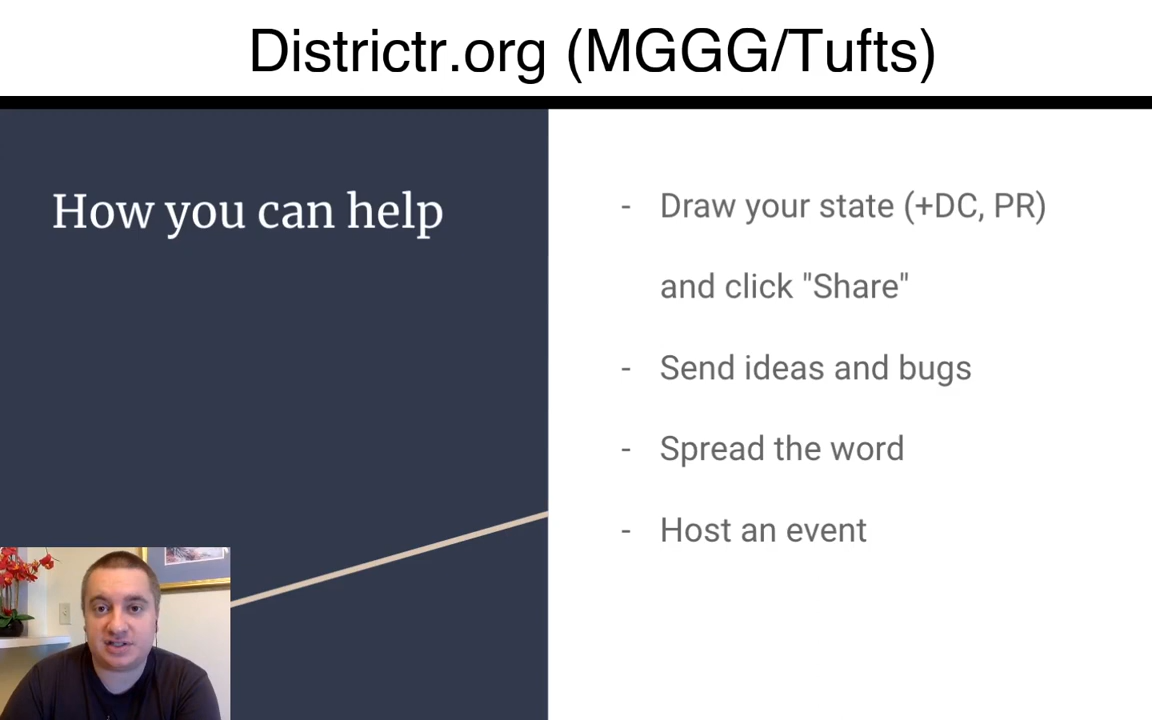 Districtr.org (MGGG/Tufts)
How you can help
- Draw your state (+DC, PR)
and click "Share"
- Send ideas and bugs
- Spread the word
- Host an event